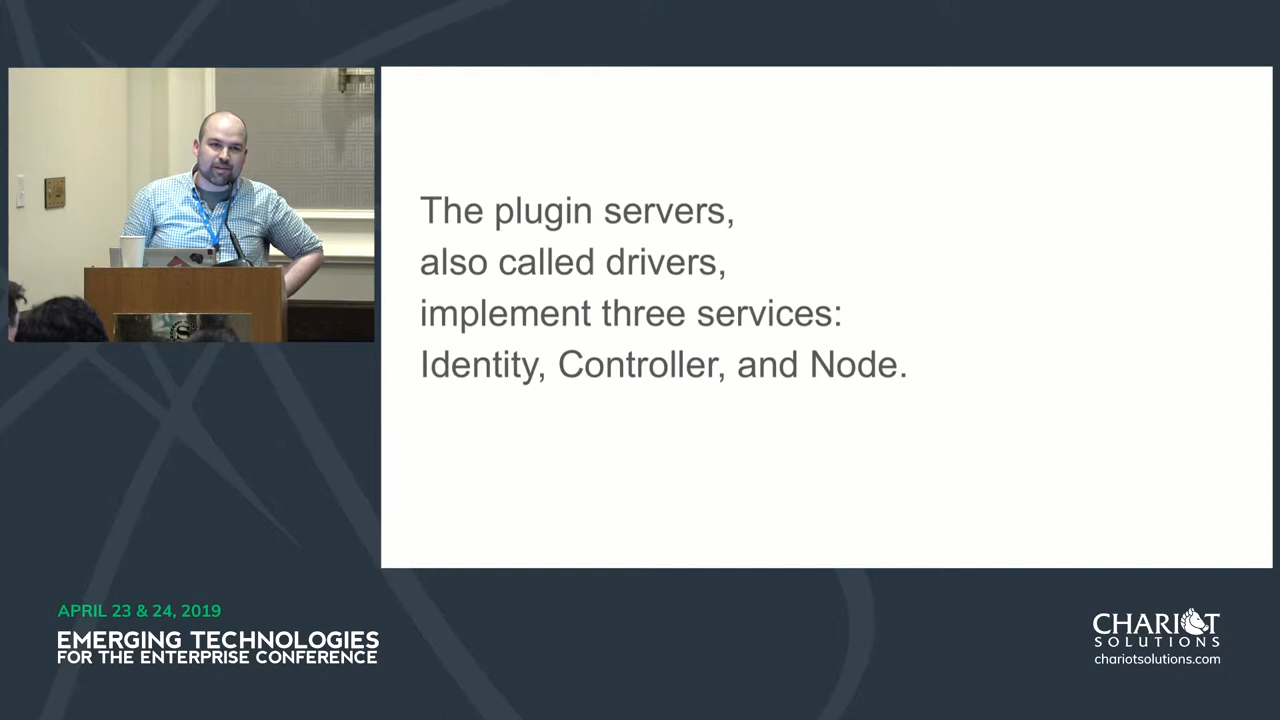 The plugin servers,
also called drivers,
implement three services:
Identity, Controller, and Node.
APRIL 23 & 24, 2019
EMERGING TECHNOLOGIES
FOR THE ENTERPRISE CONFERENCE
CHARIOT
SOLUTIONS
chariotsolutions.com